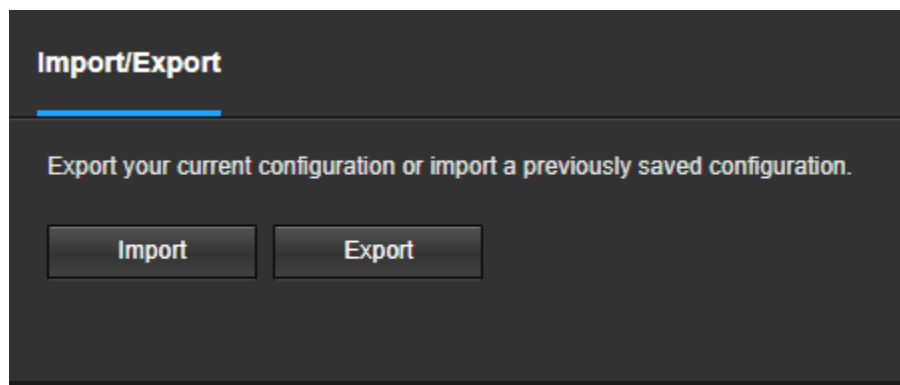 Import/Export
Export your current configuration or import a previously saved configuration.
Import
Export